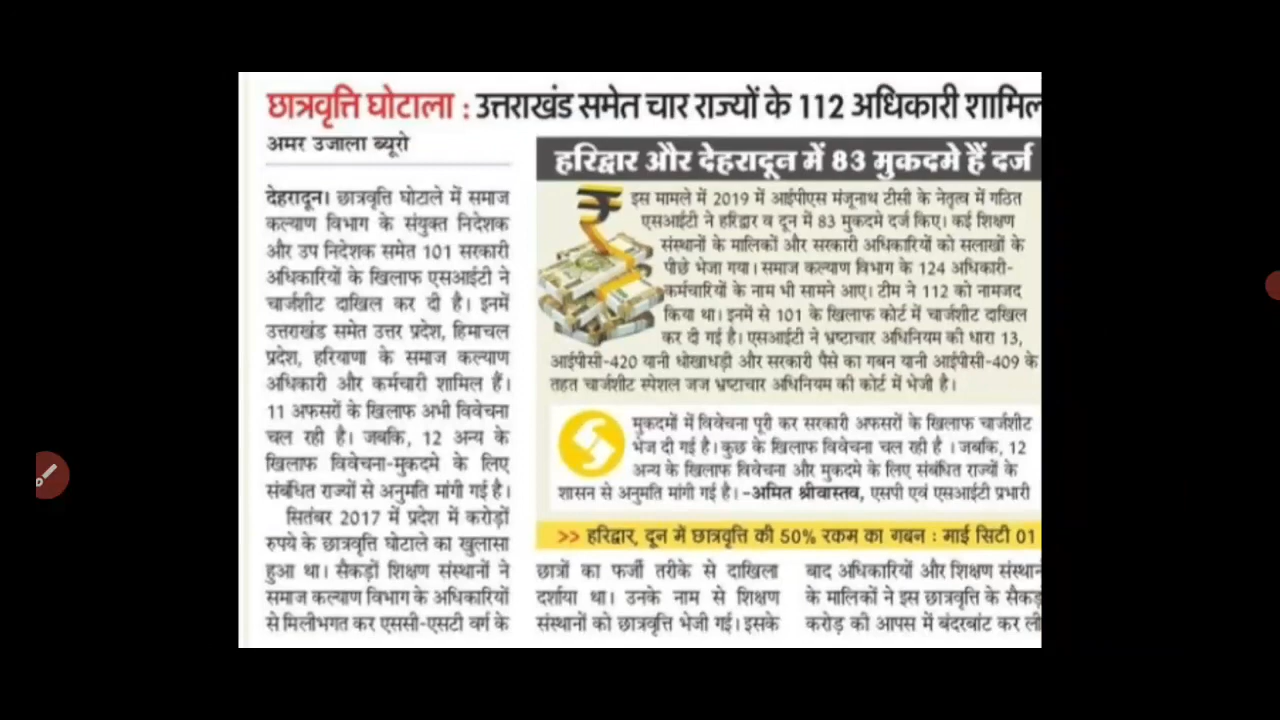 छात्रवृत्ति घोटाला : उत्तराखंड समेत चार राज्यों के 112 अधिकारी शामिल
अमर उजाला ब्यूरो
देहरादून। छात्रवृत्ति घोटाले में समाज
कल्याण विभाग के संयुक्त निदेशक
और उप निदेशक समेत 101 सरकारी
अधिकारियों के खिलाफ एसआईटी ने
चार्जशीट दाखिल कर दी है। इनमें
उत्तराखंड समेत उत्तर प्रदेश, हिमाचल
प्रदेश, हरियाणा के समाज कल्याण
अधिकारी और कर्मचारी शामिल हैं।
11 अफसरों के खिलाफ अभी विवेचना
चल रही है। जबकि, 12 अन्य के
खिलाफ विवेचना-मुकदमे के लिए
संबंधित राज्यों से अनुमति मांगी गई है।
सितंबर 2017 में प्रदेश में करोड़ों
रुपये के छात्रवृत्ति घोटाले का खुलासा
हुआ था। सैकड़ों शिक्षण संस्थानों ने
समाज कल्याण विभाग के अधिकारियों
से मिलीभगत कर एससी-एसटी वर्ग के
हरिद्वार और देहरादून में 83 मुकदमे हैं दर्ज
इस मामले में 2019 में आईपीएस मंजूनाथ टीसी के नेतृत्व में गठित
एसआईटी ने हरिद्वार व दून में 83 मुकदमे दर्ज किए। कई शिक्षण
संस्थानों के मालिकों और सरकारी अधिकारियों को सलाखों के
पीछे भेजा गया। समाज कल्याण विभाग के 124 अधिकारी-
कर्मचारियों के नाम भी सामने आए। टीम ने 112 को नामजद
किया था। इनमें से 101 के खिलाफ कोर्ट में चार्जशीट दाखिल
कर दी गई है। एसआईटी ने भ्रष्टाचार अधिनियम की धारा 13,
आईपीसी-420 यानी धोखाधड़ी और सरकारी पैसे का गबन यानी आईपीसी-409 के
तहत चार्जशीट स्पेशल जज भ्रष्टाचार अधिनियम की कोर्ट में भेजी है।
मुकदमों में विवेचना पूरी कर सरकारी अफसरों के खिलाफ चार्जशीट
भेज दी गई है। कुछ के खिलाफ विवेचना चल रही है । जबकि, 12
अन्य के खिलाफ विवेचना और मुकदमे के लिए संबंधित राज्यों के
शासन से अनुमति मांगी गई है। -अमित श्रीवास्तव, एसपी एवं एसआईटी प्रभारी
>> हरिद्वार, दून में छात्रवृत्ति की 50% रकम का गबन : माई सिटी 01
छात्रों का फर्जी तरीके से दाखिला
दर्शाया था। उनके नाम से शिक्षण
संस्थानों को छात्रवृत्ति भेजी गई। इसके
बाद अधिकारियों और शिक्षण संस्थान
के मालिकों ने इस छात्रवृत्ति के
करोड़ की आपस में बंदरबांट कर